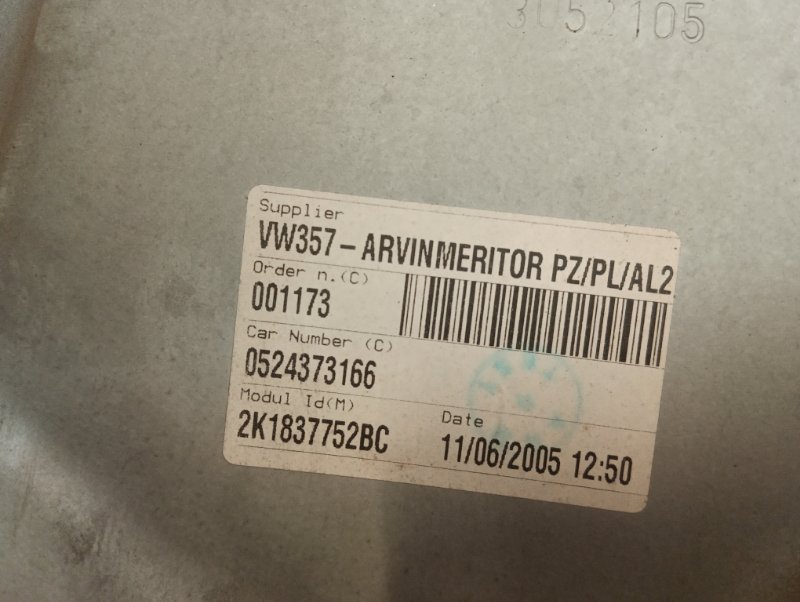 3052105
Supplier
VW357-ARVINMERITOR PZ/PL/AL2
Order n.(C)
001173
Car Number (C)
0524373166
Modul Id(M)
2K1837752BC
Date
11/06/2005 12:50